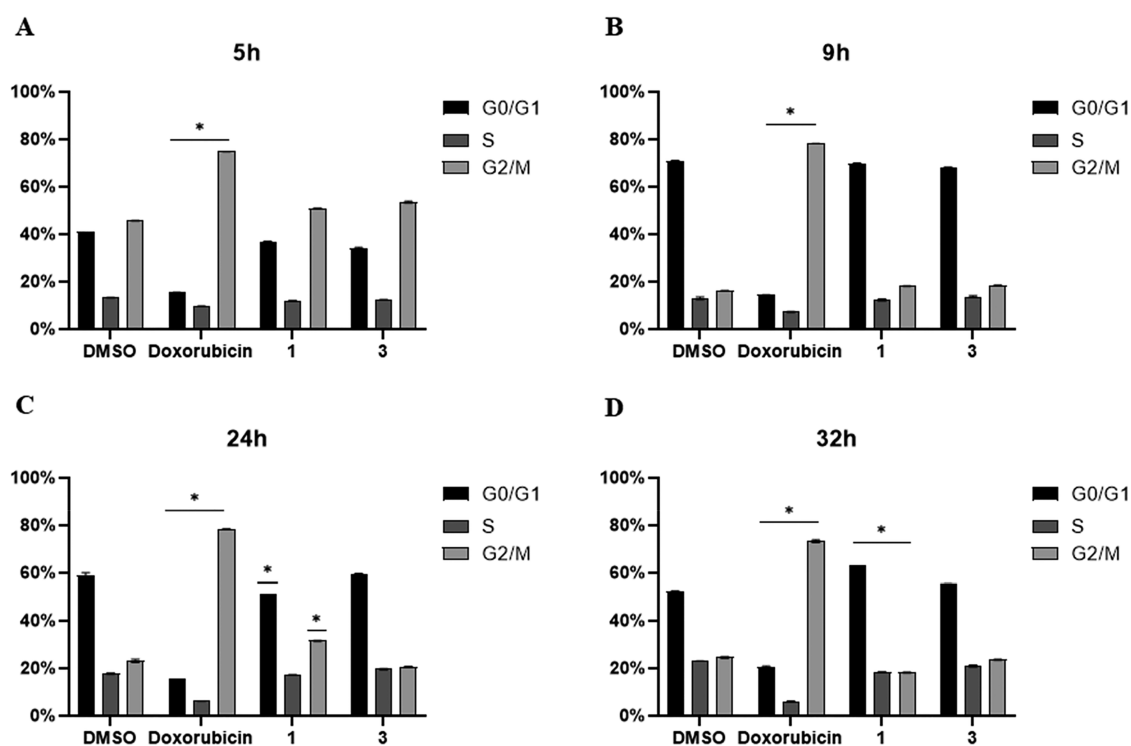 A
5h
100%
80%
60%
40%
20%
0%
*
DMSO Doxorubicin 1 3
G0/G1
S
G2/M
B
9h
100%
80%
60%
40%
20%
0%
*
DMSO Doxorubicin 1 3
G0/G1
S
G2/M
C
24h
100%
80%
60%
40%
20%
0%
*
*
*
DMSO Doxorubicin 1 3
G0/G1
S
G2/M
D
32h
100%
80%
60%
40%
20%
0%
*
*
DMSO Doxorubicin 1 3
G0/G1
S
G2/M